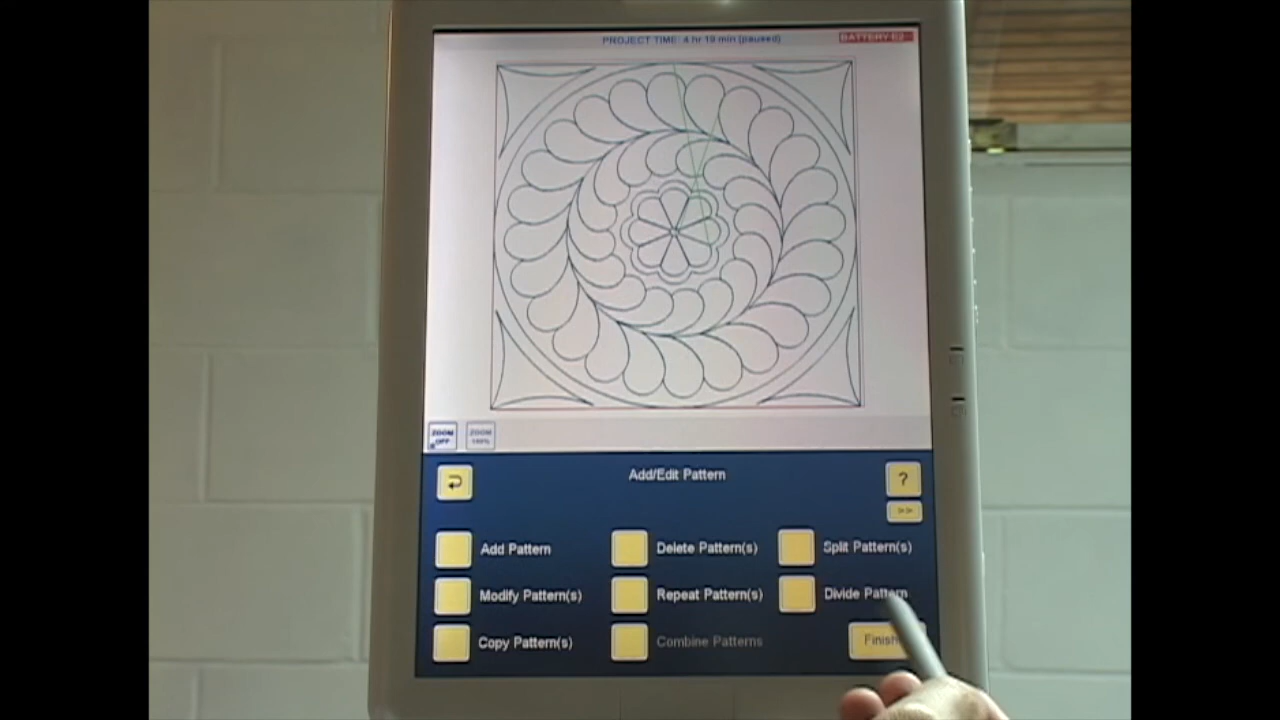 PROJECT TIME: 4 hr 19 min (paused)
BATTERY
ZOOM
OFF
ZOOM
100%
Add/Edit Pattern
?
>>
Add Pattern
Delete Pattern(s)
Split Pattern(s)
Modify Pattern(s)
Repeat Pattern(s)
Divide Pattern
Copy Pattern(s)
Combine Patterns
Finish